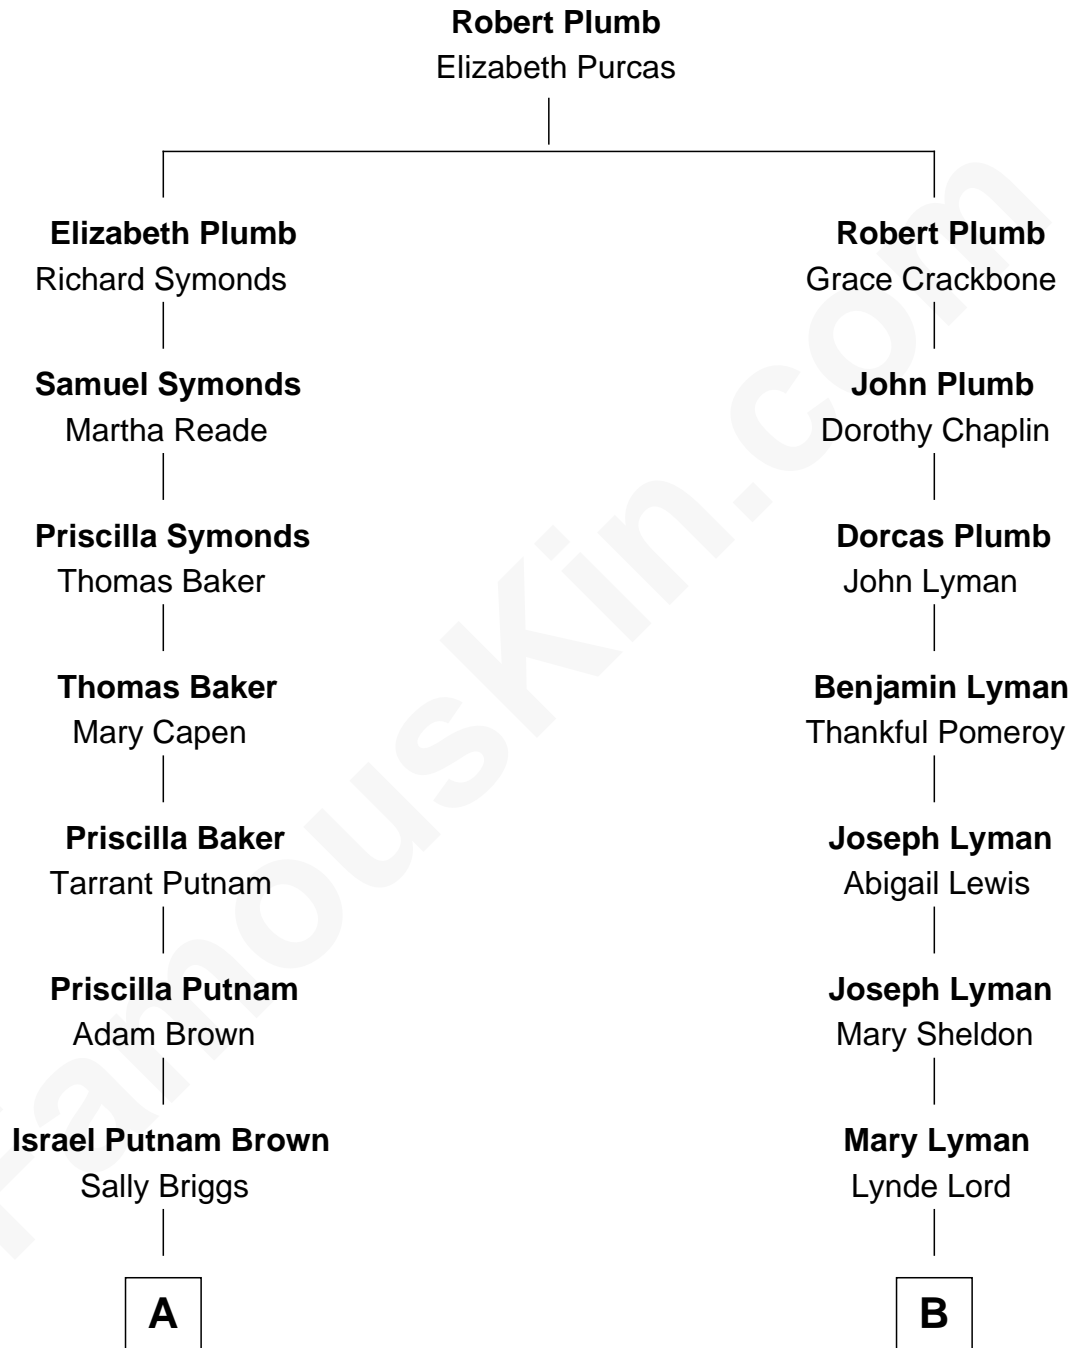 Robert Plumb
Elizabeth Purcas
Elizabeth Plumb
Richard Symonds
Robert Plumb
Grace Crackbone
Samuel Symonds
Martha Reade
John Plumb
Dorothy Chaplin
Priscilla Symonds
Thomas Baker
Dorcas Plumb
John Lyman
Thomas Baker
Mary Capen
Benjamin Lyman
Thankful Pomeroy
Priscilla Baker
Tarrant Putnam
Joseph Lyman
Abigail Lewis
Priscilla Putnam
Adam Brown
Joseph Lyman
Mary Sheldon
Israel Putnam Brown
Sally Briggs
Mary Lyman
Lynde Lord
A
B
FamousKin.com